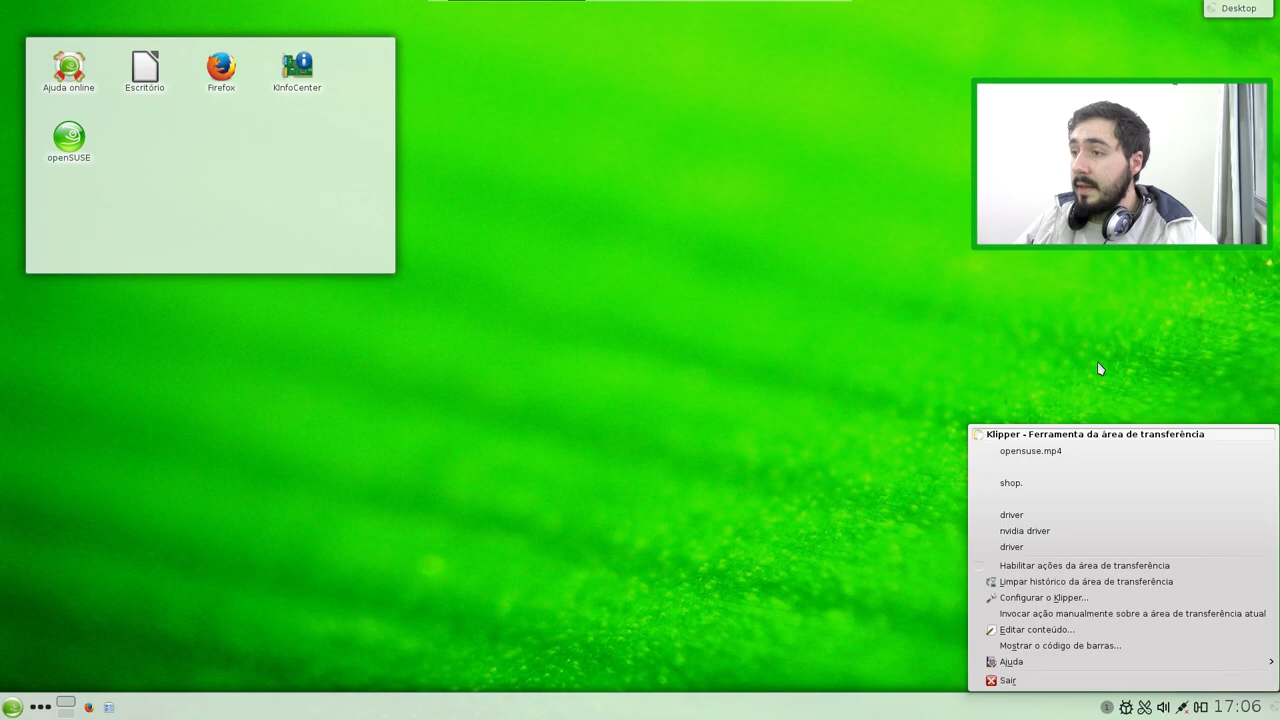 Desktop
Ajuda online
Escritório
Firefox
KInfoCenter
openSUSE
Klipper - Ferramenta da área de transferência
opensuse.mp4
shop.
driver
nvidia driver
driver
Habilitar ações da área de transferência
Limpar histórico da área de transferência
Configurar o Klipper...
Invocar ação manualmente sobre a área de transferência atual
Editar conteúdo...
Mostrar o código de barras...
Ajuda
Sair
1
17:06